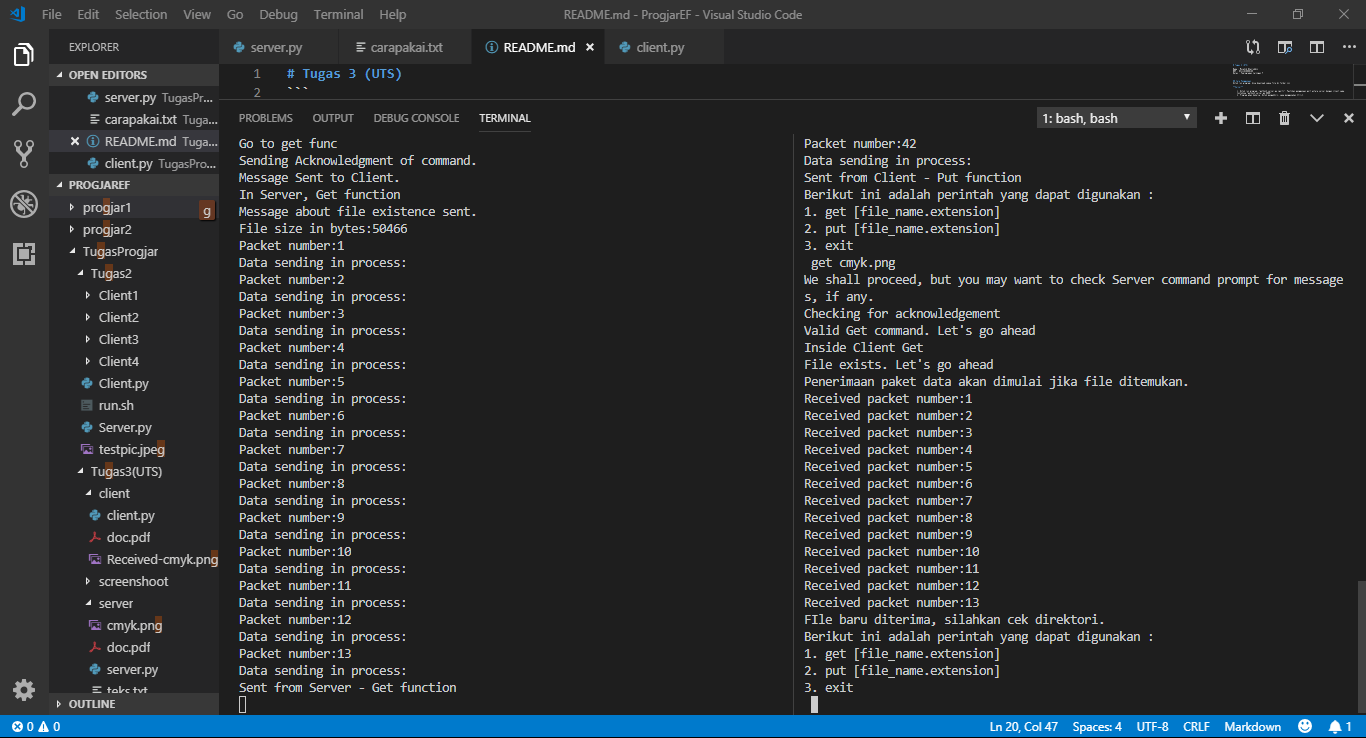 File Edit Selection View Go Debug Terminal Help
README.md - ProgjarEF - Visual Studio Code
EXPLORER
OPEN EDITORS
server.py TugasPr...
carapakai.txt Tuga...
README.md Tuga...
client.py TugasPro...
PROGJAREF
progjar1
g
progjar2
TugasProgjar
Tugas2
Client1
Client2
Client3
Client4
Client.py
run.sh
Server.py
testpic.jpeg
Tugas3(UTS)
client
client.py
doc.pdf
Received-cmyk.png
screenshoot
server
cmyk.png
doc.pdf
server.py
teks.txt
OUTLINE
server.py carapakai.txt README.md client.py
1 # Tugas 3 (UTS)
2 ```
PROBLEMS OUTPUT DEBUG CONSOLE TERMINAL
1: bash, bash
Go to get func
Sending Acknowledgment of command.
Message Sent to Client.
In Server, Get function
Message about file existence sent.
File size in bytes:50466
Packet number:1
Data sending in process:
Packet number:2
Data sending in process:
Packet number:3
Data sending in process:
Packet number:4
Data sending in process:
Packet number:5
Data sending in process:
Packet number:6
Data sending in process:
Packet number:7
Data sending in process:
Packet number:8
Data sending in process:
Packet number:9
Data sending in process:
Packet number:10
Data sending in process:
Packet number:11
Data sending in process:
Packet number:12
Data sending in process:
Packet number:13
Data sending in process:
Sent from Server - Get function
Packet number:42
Data sending in process:
Sent from Client - Put function
Berikut ini adalah perintah yang dapat digunakan :
1. get [file_name.extension]
2. put [file_name.extension]
3. exit
get cmyk.png
We shall proceed, but you may want to check Server command prompt for message
s, if any.
Checking for acknowledgement
Valid Get command. Let's go ahead
Inside Client Get
File exists. Let's go ahead
Penerimaan paket data akan dimulai jika file ditemukan.
Received packet number:1
Received packet number:2
Received packet number:3
Received packet number:4
Received packet number:5
Received packet number:6
Received packet number:7
Received packet number:8
Received packet number:9
Received packet number:10
Received packet number:11
Received packet number:12
Received packet number:13
FIle baru diterima, silahkan cek direktori.
Berikut ini adalah perintah yang dapat digunakan :
1. get [file_name.extension]
2. put [file_name.extension]
3. exit
0 0
Ln 20, Col 47 Spaces: 4 UTF-8 CRLF Markdown 1